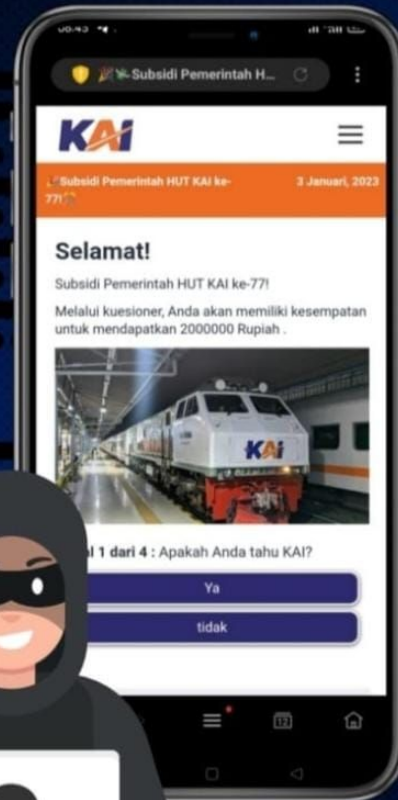 Subsidi Pemerintah H...
KAI
Subsidi Pemerintah HUT KAI ke-
77!
3 Januari, 2023
Selamat!
Subsidi Pemerintah HUT KAI ke-77!
Melalui kuesioner, Anda akan memiliki kesempatan
untuk mendapatkan 2000000 Rupiah .
KAI
l 1 dari 4 : Apakah Anda tahu KAI?
Ya
tidak
12